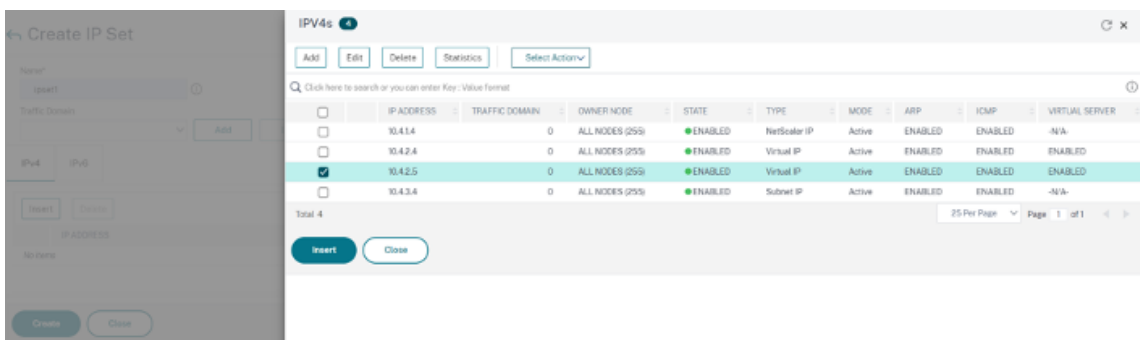 Create IP Set
Name*
ipset1
Traffic Domain
Add
IPv4 IPv6
Insert Delete
IP ADDRESS
No items
Create Close
IPV4s 4
Add Edit Delete Statistics Select Action
Click here to search or you can enter Key : Value format
IP ADDRESS TRAFFIC DOMAIN OWNER NODE STATE TYPE MODE ARP ICMP VIRTUAL SERVER
10.4.1.4 0 ALL NODES (255) ENABLED NetScaler IP Active ENABLED ENABLED -N/A-
10.4.2.4 0 ALL NODES (255) ENABLED Virtual IP Active ENABLED ENABLED ENABLED
10.4.2.5 0 ALL NODES (255) ENABLED Virtual IP Active ENABLED ENABLED ENABLED
10.4.3.4 0 ALL NODES (255) ENABLED Subnet IP Active ENABLED ENABLED -N/A-
Total 4 25 Per Page Page 1 of 1
Insert Close